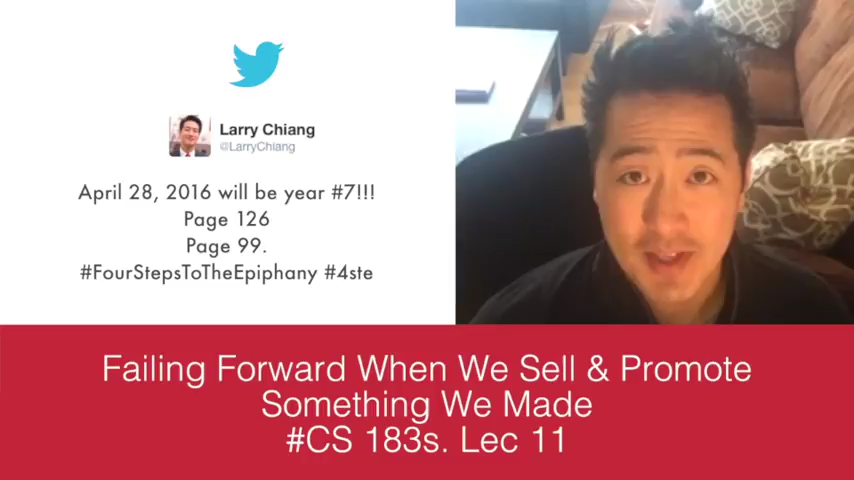 Larry Chiang
@LarryChiang
April 28, 2016 will be year #7!!!
Page 126
Page 99.
#FourStepsToTheEpiphany #4ste
Failing Forward When We Sell & Promote
Something We Made
#CS 183s. Lec 11